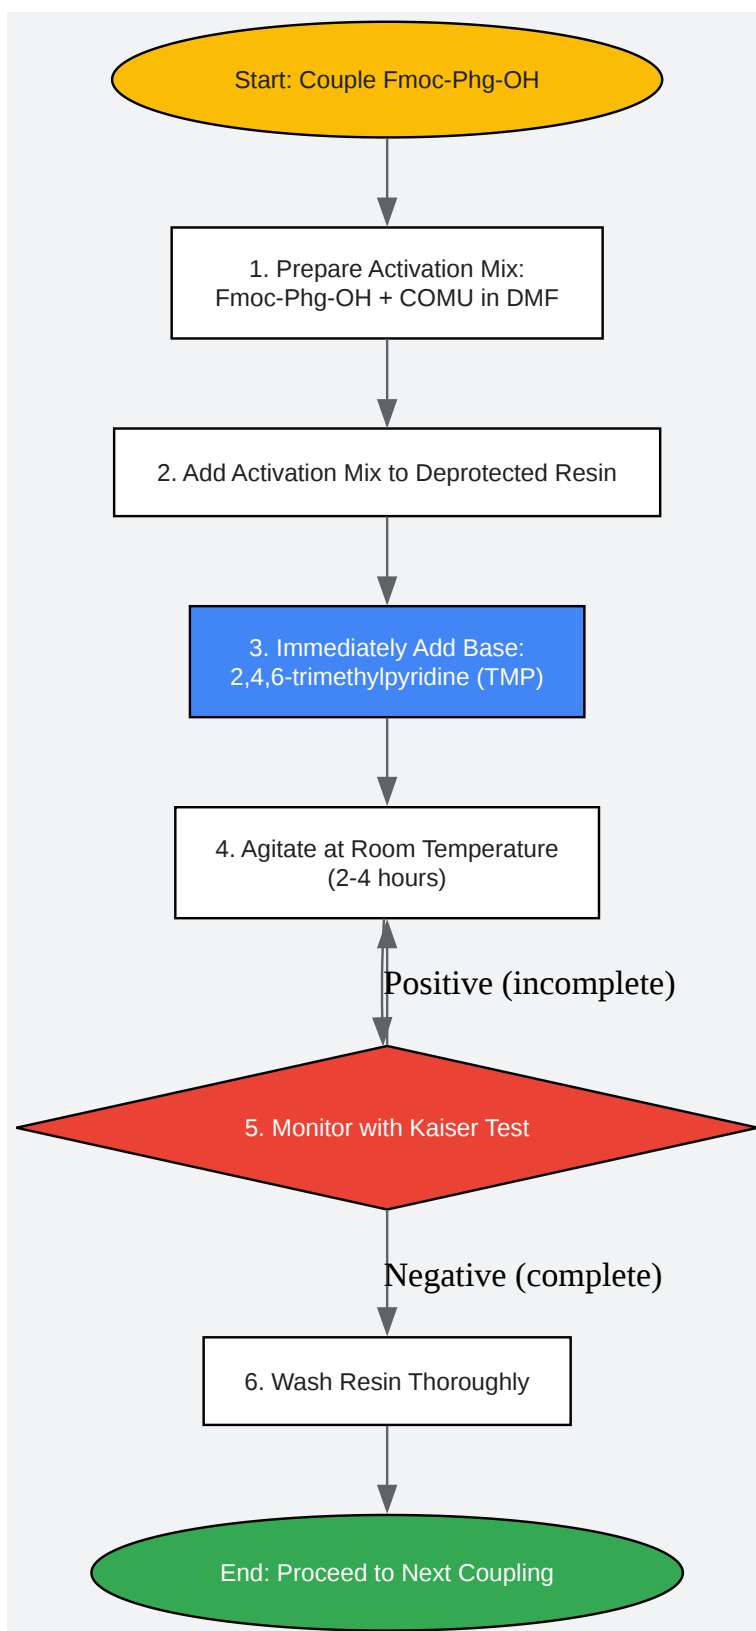 Start: Couple Fmoc-Phg-OH
1. Prepare Activation Mix:
Fmoc-Phg-OH + COMU in DMF
2. Add Activation Mix to Deprotected Resin
3. Immediately Add Base:
2,4,6-trimethylpyridine (TMP)
4. Agitate at Room Temperature
(2-4 hours)
Positive (incomplete)
5. Monitor with Kaiser Test
Negative (complete)
6. Wash Resin Thoroughly
End: Proceed to Next Coupling